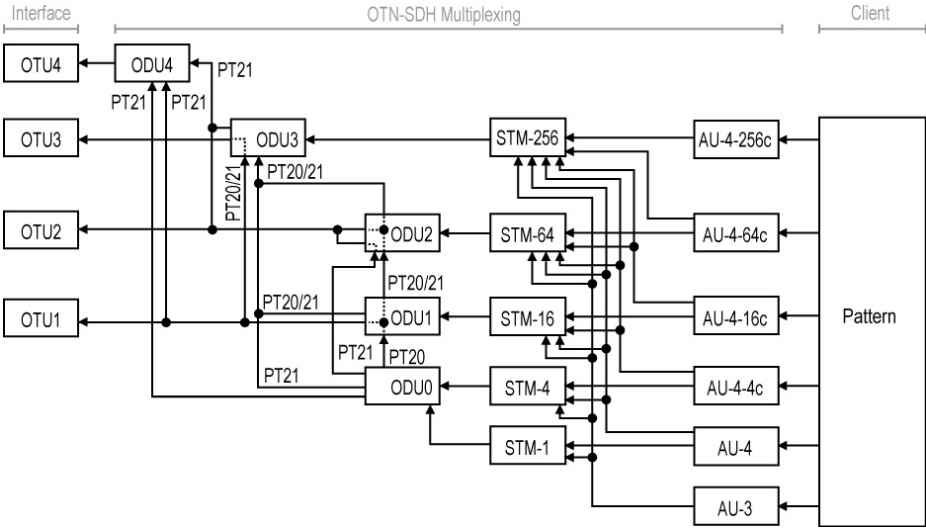 Interface
OTN-SDH Multiplexing
Client
OTU4
ODU4
PT21
PT21
PT21
OTU3
ODU3
STM-256
AU-4-256c
PT20/21
PT20/21
OTU2
ODU2
STM-64
AU-4-64c
PT20/21
PT20/21
OTU1
ODU1
STM-16
AU-4-16c
Pattern
PT21
PT20
PT21
ODU0
STM-4
AU-4-4c
STM-1
AU-4
AU-3